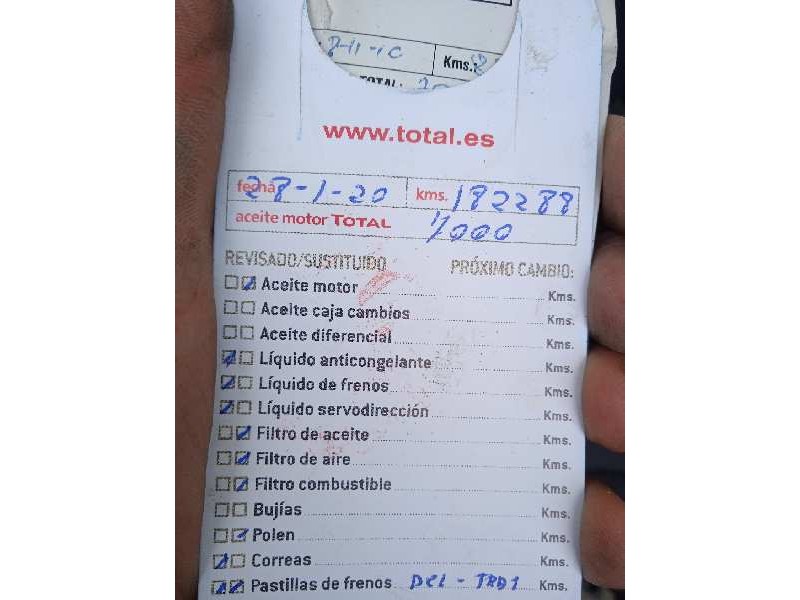 Kms.:
TOTAL:
www.total.es
fecha 28-1-20 kms. 182288
aceite motor TOTAL 7000
REVISADO/SUSTITUIDO PRÓXIMO CAMBIO:
Aceite motor Kms.
Aceite caja cambios Kms.
Aceite diferencial Kms.
Líquido anticongelante Kms.
Líquido de frenos Kms.
Líquido servodirección Kms.
Filtro de aceite Kms.
Filtro de aire Kms.
Filtro combustible Kms.
Bujías Kms.
Polen Kms.
Correas Kms.
Pastillas de frenos Kms.